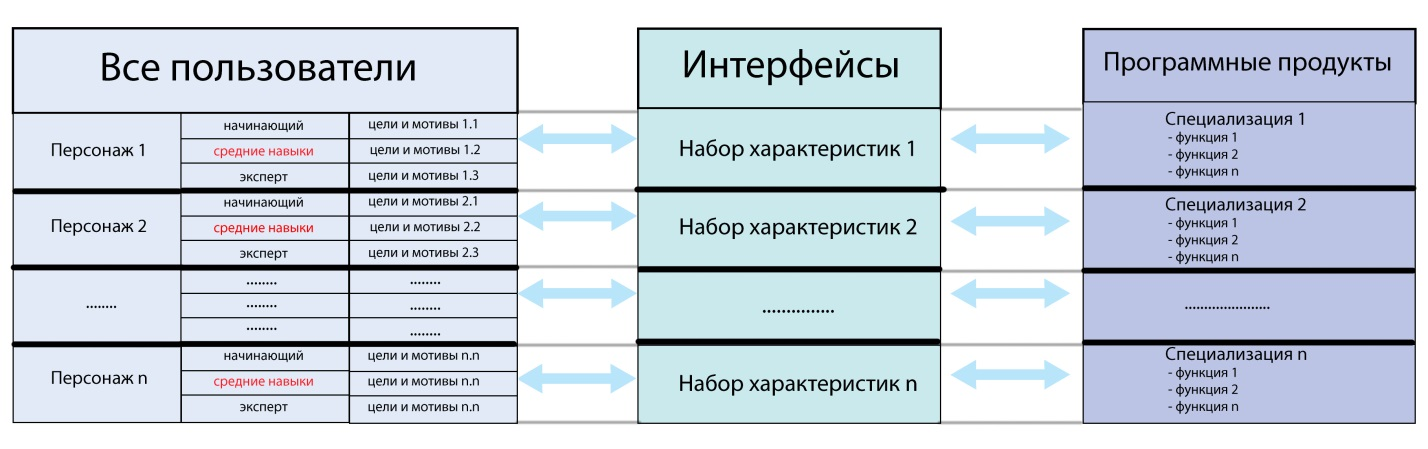 Все пользователи
Интерфейсы
Программные продукты
Персонаж 1
начинающий
цели и мотивы 1.1
средние навыки
цели и мотивы 1.2
эксперт
цели и мотивы 1.3
Набор характеристик 1
Специализация 1
- функция 1
- функция 2
- функция n
Персонаж 2
начинающий
цели и мотивы 2.1
средние навыки
цели и мотивы 2.2
эксперт
цели и мотивы 2.3
Набор характеристик 2
Специализация 2
- функция 1
- функция 2
- функция n
........
........
........
........
........
........
........
...............
......................
Персонаж n
начинающий
цели и мотивы n.n
средние навыки
цели и мотивы n.n
эксперт
цели и мотивы n.n
Набор характеристик n
Специализация n
- функция 1
- функция 2
- функция n